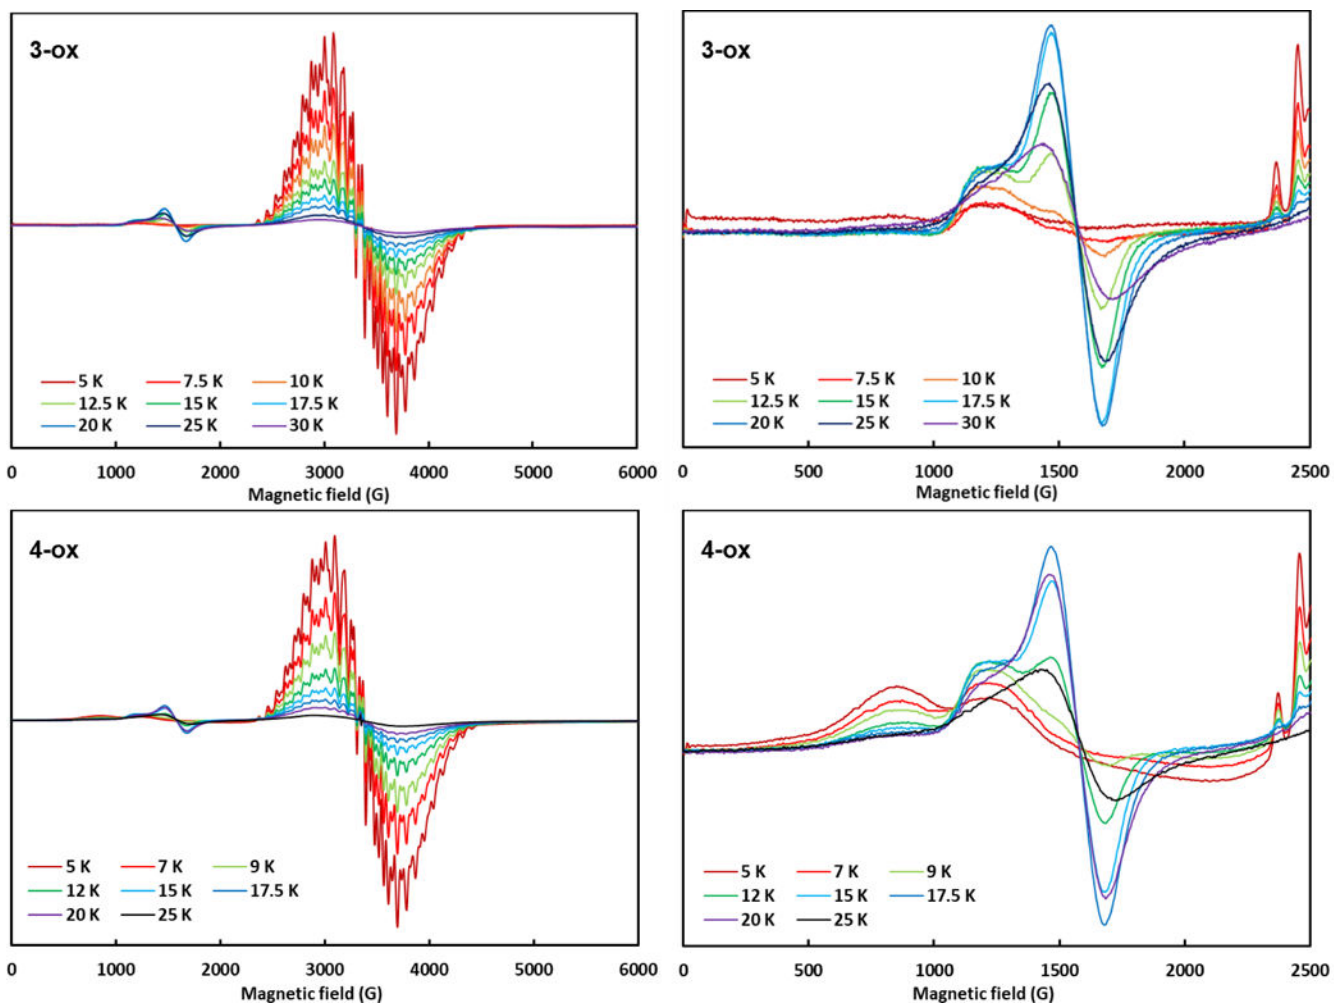 3-ox
5 K 7.5 K 10 K
12.5 K 15 K 17.5 K
20 K 25 K 30 K
0 1000 2000 3000 4000 5000 6000
Magnetic field (G)
3-ox
5 K 7.5 K 10 K
12.5 K 15 K 17.5 K
20 K 25 K 30 K
0 500 1000 1500 2000 2500
Magnetic field (G)
4-ox
5 K 7 K 9 K
12 K 15 K 17.5 K
20 K 25 K
0 1000 2000 3000 4000 5000 6000
Magnetic field (G)
4-ox
5 K 7 K 9 K
12 K 15 K 17.5 K
20 K 25 K
0 500 1000 1500 2000 2500
Magnetic field (G)